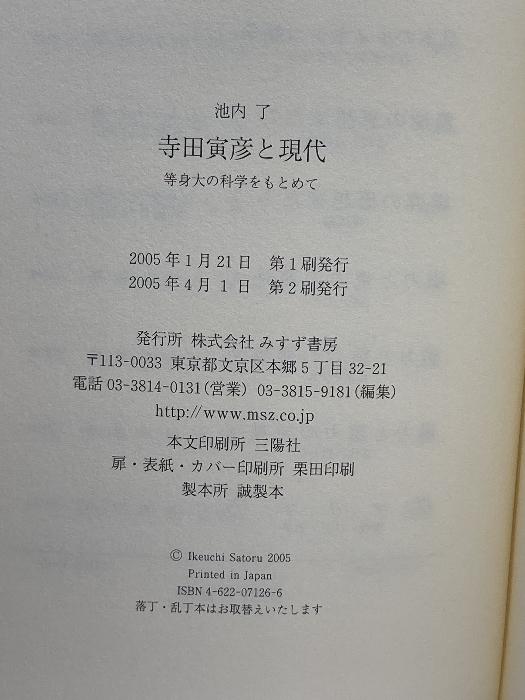 池内 了
寺田寅彦と現代
等身大の科学をもとめて
2005年1月21日 第1刷発行
2005年4月1日 第2刷発行
発行所 株式会社 みすず書房
〒113-0033 東京都文京区本郷5丁目32-21
電話03-3814-0131(営業) 03-3815-9181(編集)
http://www.msz.co.jp
本文印刷所 三陽社
扉・表紙・カバー印刷所 栗田印刷
製本所 誠製本
© Ikeuchi Satoru 2005
Printed in Japan
ISBN 4-622-07126-6
落丁・乱丁本はお取替えいたします